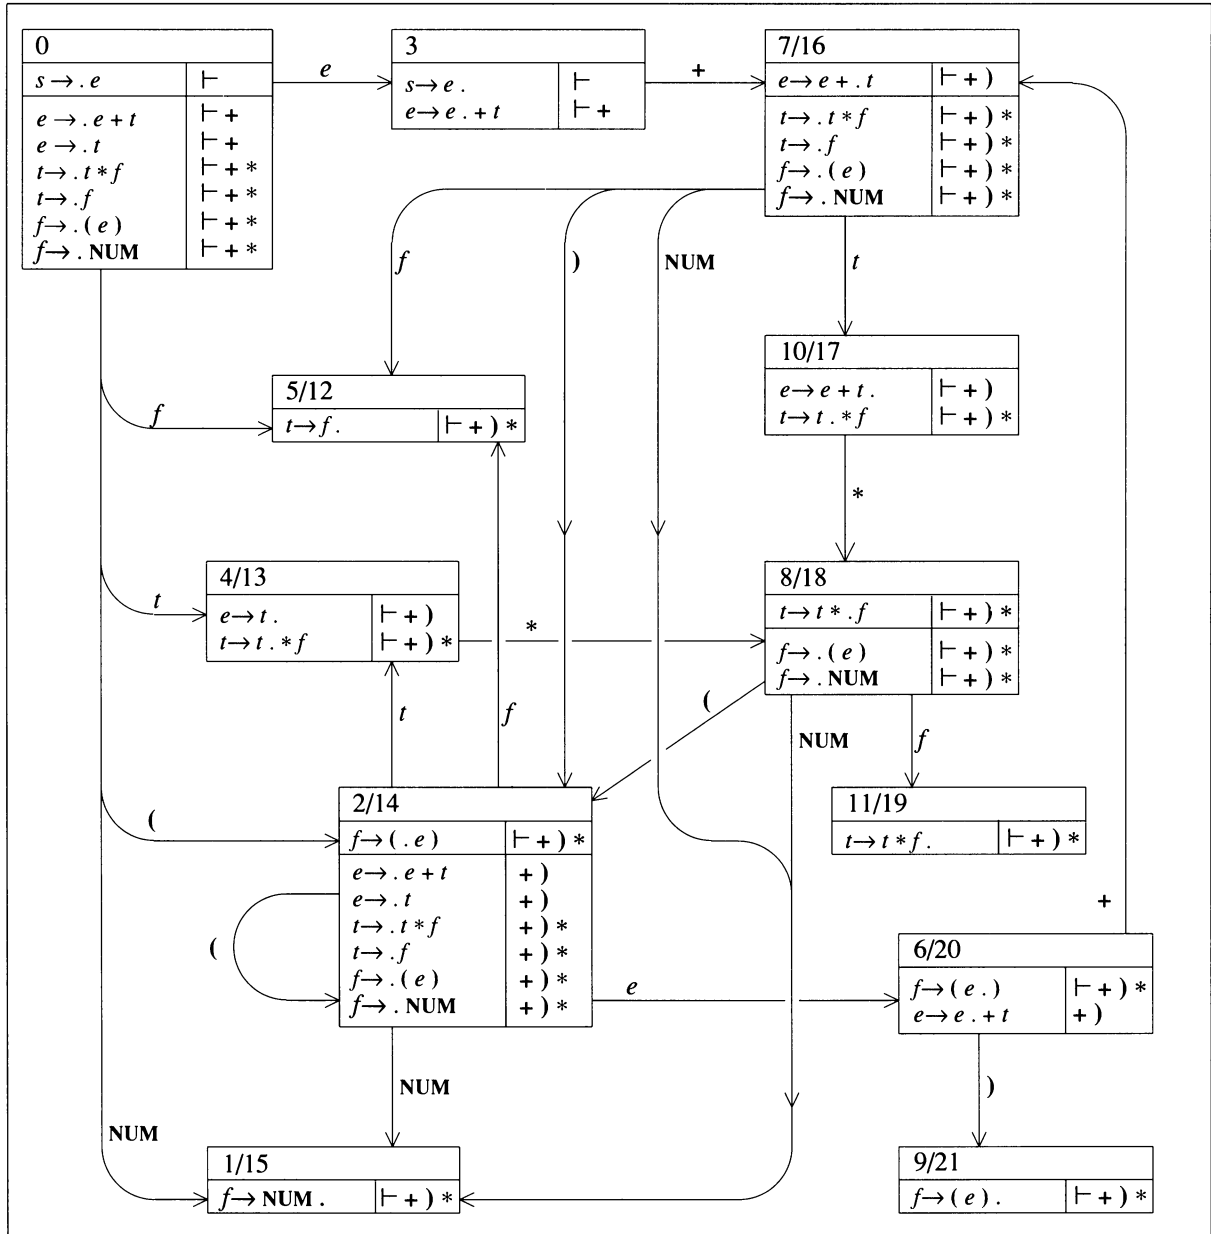 0
s → . e ⊢
e → . e + t ⊢ +
e → . t ⊢ +
t → . t * f ⊢ + *
t → . f ⊢ + *
f → . ( e ) ⊢ + *
f → . NUM ⊢ + *
e
3
s → e . ⊢
e → e . + t ⊢ +
+
7/16
e → e + . t ⊢ + )
t → . t * f ⊢ + ) *
t → . f ⊢ + ) *
f → . ( e ) ⊢ + ) *
f → . NUM ⊢ + ) *
f
)
NUM
t
10/17
e → e + t . ⊢ + )
t → t . * f ⊢ + ) *
5/12
t → f . ⊢ + ) *
f
*
4/13
e → t . ⊢ + )
t → t . * f ⊢ + ) *
t
*
8/18
t → t * . f ⊢ + ) *
f → . ( e ) ⊢ + ) *
f → . NUM ⊢ + ) *
t
f
(
NUM
f
11/19
t → t * f . ⊢ + ) *
(
2/14
f → ( . e ) ⊢ + ) *
e → . e + t + )
e → . t + )
t → . t * f + ) *
t → . f + ) *
f → . ( e ) + ) *
f → . NUM + ) *
(
e
+
6/20
f → ( e . ) ⊢ + ) *
e → e . + t + )
NUM
)
NUM
1/15
f → NUM . ⊢ + ) *
9/21
f → ( e ) . ⊢ + ) *